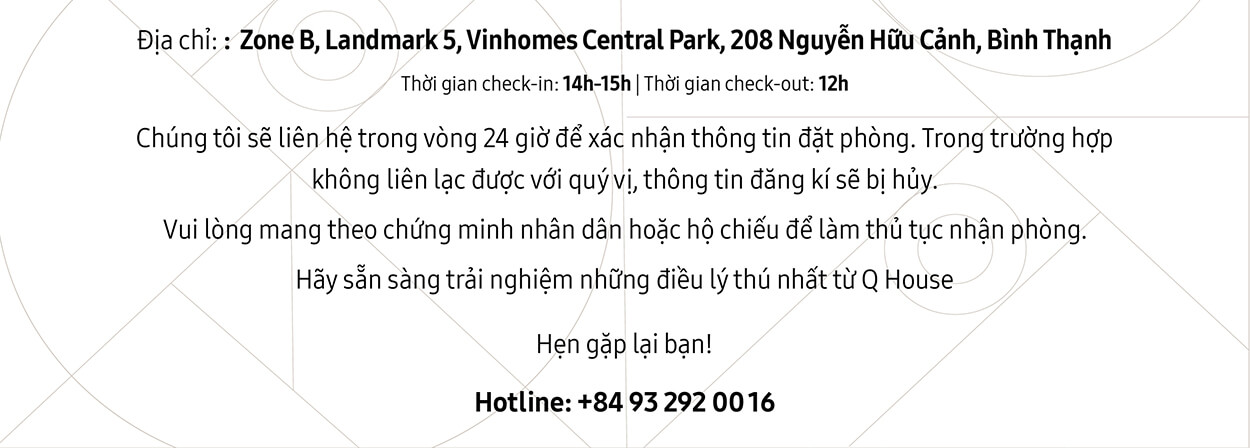 Địa chỉ: : Zone B, Landmark 5, Vinhomes Central Park, 208 Nguyễn Hữu Cảnh, Bình Thạnh
Thời gian check-in: 14h-15h | Thời gian check-out: 12h
Chúng tôi sẽ liên hệ trong vòng 24 giờ để xác nhận thông tin đặt phòng. Trong trường hợp
không liên lạc được với quý vị, thông tin đăng kí sẽ bị hủy.
Vui lòng mang theo chứng minh nhân dân hoặc hộ chiếu để làm thủ tục nhận phòng.
Hãy sẵn sàng trải nghiệm những điều lý thú nhất từ Q House
Hẹn gặp lại bạn!
Hotline: +84 93 292 00 16